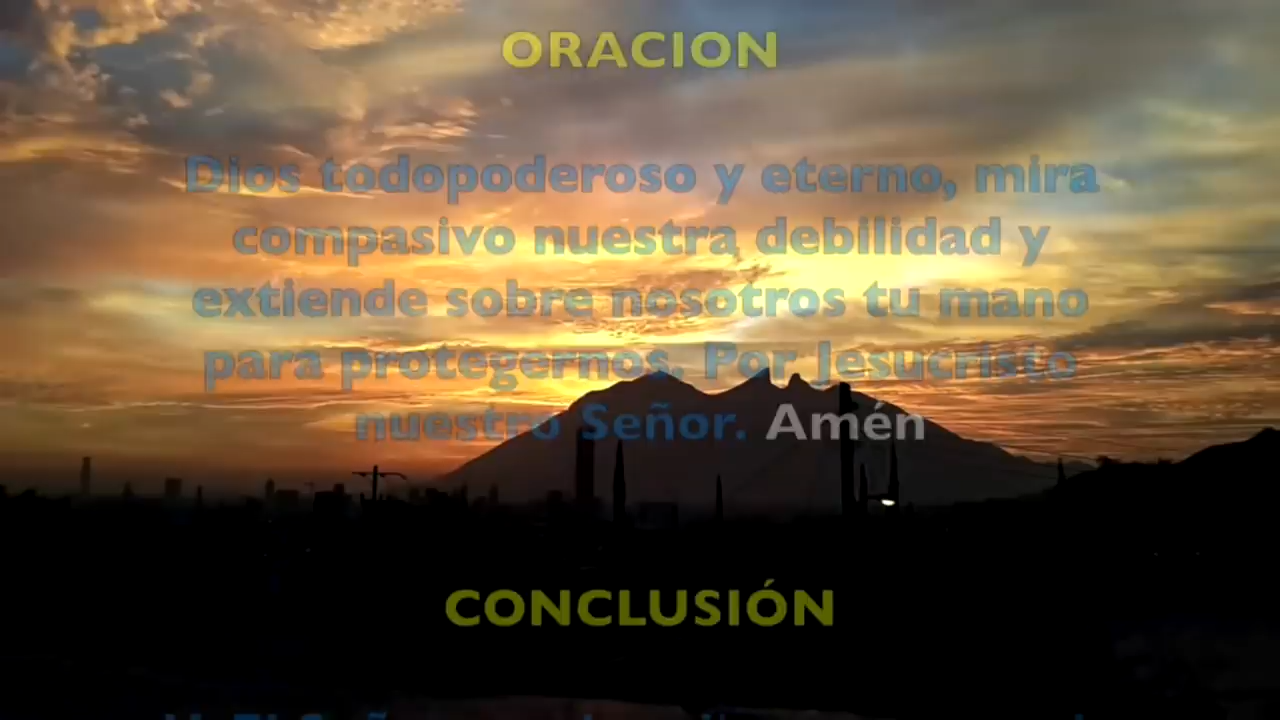 ORACION
Dios todopoderoso y eterno, mira
compasivo nuestra debilidad y
extiende sobre nosotros tu mano
para protegernos. Por Jesucristo
nuestro Señor. Amén
CONCLUSIÓN